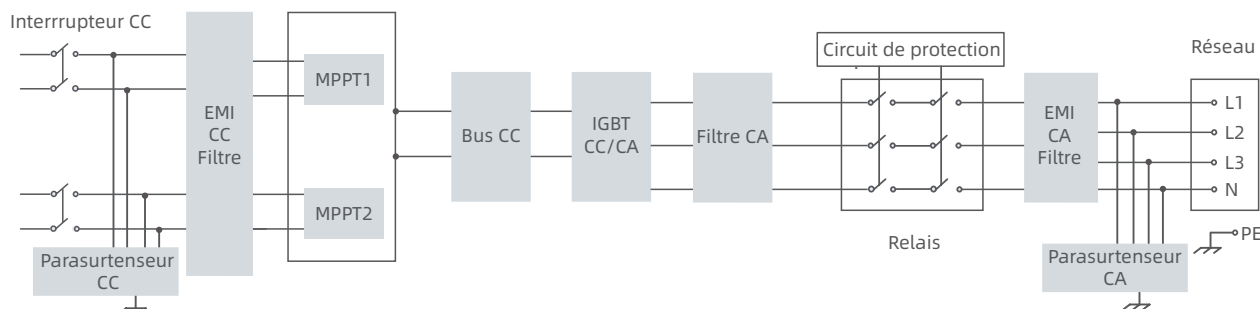 Interrrupteur CC
EMI
CC
Filtre
MPPT1
MPPT2
Parasurtenseur
CC
Bus CC
IGBT
CC/CA
Filtre CA
Circuit de protection
Relais
EMI
CA
Filtre
Réseau
L1
L2
L3
N
PE
Parasurtenseur
CA